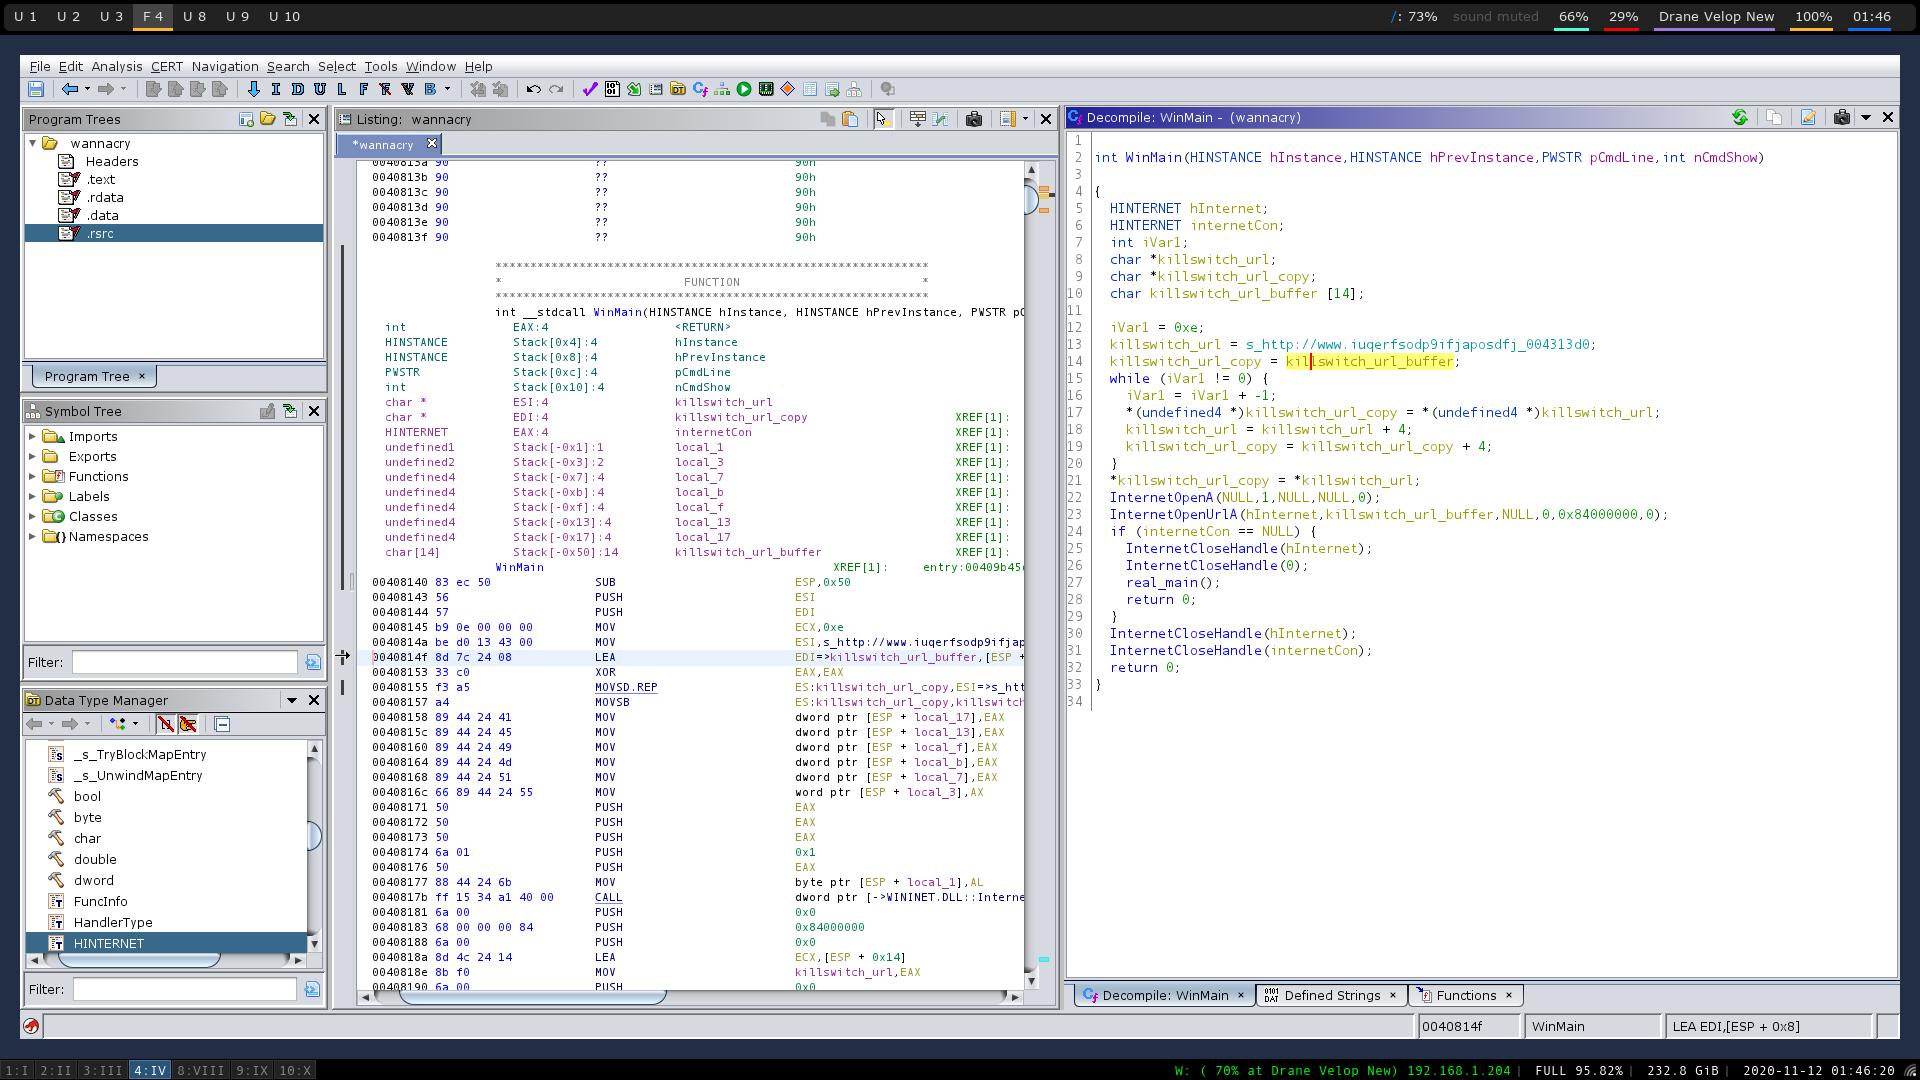 U 1 U 2 U 3 F 4 U 8 U 9 U 10 /: 73% sound muted 66% 29% Drane Velop New 100% 01:46
File Edit Analysis CERT Navigation Search Select Tools Window Help
I D U L F B
Program Trees
wannacry
Headers
.text
.rdata
.data
.rsrc
Program Tree ×
Symbol Tree
Imports
Exports
Functions
Labels
Classes
Namespaces
Filter:
Data Type Manager
_s_TryBlockMapEntry
_s_UnwindMapEntry
bool
byte
char
double
dword
FuncInfo
HandlerType
HINTERNET
Filter:
Listing: wannacry
*wannacry
0040813a 90 ?? 90h
0040813b 90 ?? 90h
0040813c 90 ?? 90h
0040813d 90 ?? 90h
0040813e 90 ?? 90h
0040813f 90 ?? 90h
**************************************************************
* FUNCTION *
**************************************************************
int __stdcall WinMain(HINSTANCE hInstance, HINSTANCE hPrevInstance, PWSTR pC
int EAX:4 <RETURN>
HINSTANCE Stack[0x4]:4 hInstance
HINSTANCE Stack[0x8]:4 hPrevInstance
PWSTR Stack[0xc]:4 pCmdLine
int Stack[0x10]:4 nCmdShow
char * ESI:4 killswitch_url
char * EDI:4 killswitch_url_copy XREF[1]:
HINTERNET EAX:4 internetCon XREF[1]:
undefined1 Stack[-0x1]:1 local_1 XREF[1]:
undefined2 Stack[-0x3]:2 local_3 XREF[1]:
undefined4 Stack[-0x7]:4 local_7 XREF[1]:
undefined4 Stack[-0xb]:4 local_b XREF[1]:
undefined4 Stack[-0xf]:4 local_f XREF[1]:
undefined4 Stack[-0x13]:4 local_13 XREF[1]:
undefined4 Stack[-0x17]:4 local_17 XREF[1]:
char[14] Stack[-0x50]:14 killswitch_url_buffer XREF[1]:
WinMain XREF[1]: entry:00409b45(
00408140 83 ec 50 SUB ESP,0x50
00408143 56 PUSH ESI
00408144 57 PUSH EDI
00408145 b9 0e 00 00 00 MOV ECX,0xe
0040814a be d0 13 43 00 MOV ESI,s_http://www.iuqerfsodp9ifjap
0040814f 8d 7c 24 08 LEA EDI=>killswitch_url_buffer,[ESP +
00408153 33 c0 XOR EAX,EAX
00408155 f3 a5 MOVSD.REP ES:killswitch_url_copy,ESI=>s_htt
00408157 a4 MOVSB ES:killswitch_url_copy,killswitch
00408158 89 44 24 41 MOV dword ptr [ESP + local_17],EAX
0040815c 89 44 24 45 MOV dword ptr [ESP + local_13],EAX
00408160 89 44 24 49 MOV dword ptr [ESP + local_f],EAX
00408164 89 44 24 4d MOV dword ptr [ESP + local_b],EAX
00408168 89 44 24 51 MOV dword ptr [ESP + local_7],EAX
0040816c 66 89 44 24 55 MOV word ptr [ESP + local_3],AX
00408171 50 PUSH EAX
00408172 50 PUSH EAX
00408173 50 PUSH EAX
00408174 6a 01 PUSH 0x1
00408176 50 PUSH EAX
00408177 88 44 24 6b MOV byte ptr [ESP + local_1],AL
0040817b ff 15 34 a1 40 00 CALL dword ptr [->WININET.DLL::Interne
00408181 6a 00 PUSH 0x0
00408183 68 00 00 00 84 PUSH 0x84000000
00408188 6a 00 PUSH 0x0
0040818a 8d 4c 24 14 LEA ECX,[ESP + 0x14]
0040818e 8b f0 MOV killswitch_url,EAX
00408190 6a 00 PUSH 0x0
Decompile: WinMain - (wannacry)
1
2 int WinMain(HINSTANCE hInstance,HINSTANCE hPrevInstance,PWSTR pCmdLine,int nCmdShow)
3
4 {
5 HINTERNET hInternet;
6 HINTERNET internetCon;
7 int iVar1;
8 char *killswitch_url;
9 char *killswitch_url_copy;
10 char killswitch_url_buffer [14];
11
12 iVar1 = 0xe;
13 killswitch_url = s_http://www.iuqerfsodp9ifjaposdfj_004313d0;
14 killswitch_url_copy = killswitch_url_buffer;
15 while (iVar1 != 0) {
16 iVar1 = iVar1 + -1;
17 *(undefined4 *)killswitch_url_copy = *(undefined4 *)killswitch_url;
18 killswitch_url = killswitch_url + 4;
19 killswitch_url_copy = killswitch_url_copy + 4;
20 }
21 *killswitch_url_copy = *killswitch_url;
22 InternetOpenA(NULL,1,NULL,NULL,0);
23 InternetOpenUrlA(hInternet,killswitch_url_buffer,NULL,0,0x84000000,0);
24 if (internetCon == NULL) {
25 InternetCloseHandle(hInternet);
26 InternetCloseHandle(0);
27 real_main();
28 return 0;
29 }
30 InternetCloseHandle(hInternet);
31 InternetCloseHandle(internetCon);
32 return 0;
33 }
34
Decompile: WinMain × Defined Strings × Functions ×
0040814f WinMain LEA EDI,[ESP + 0x8]
1:I 2:II 3:III 4:IV 8:VIII 9:IX 10:X W: ( 70% at Drane Velop New) 192.168.1.204 | FULL 95.82% | 232.8 GiB | 2020-11-12 01:46:20